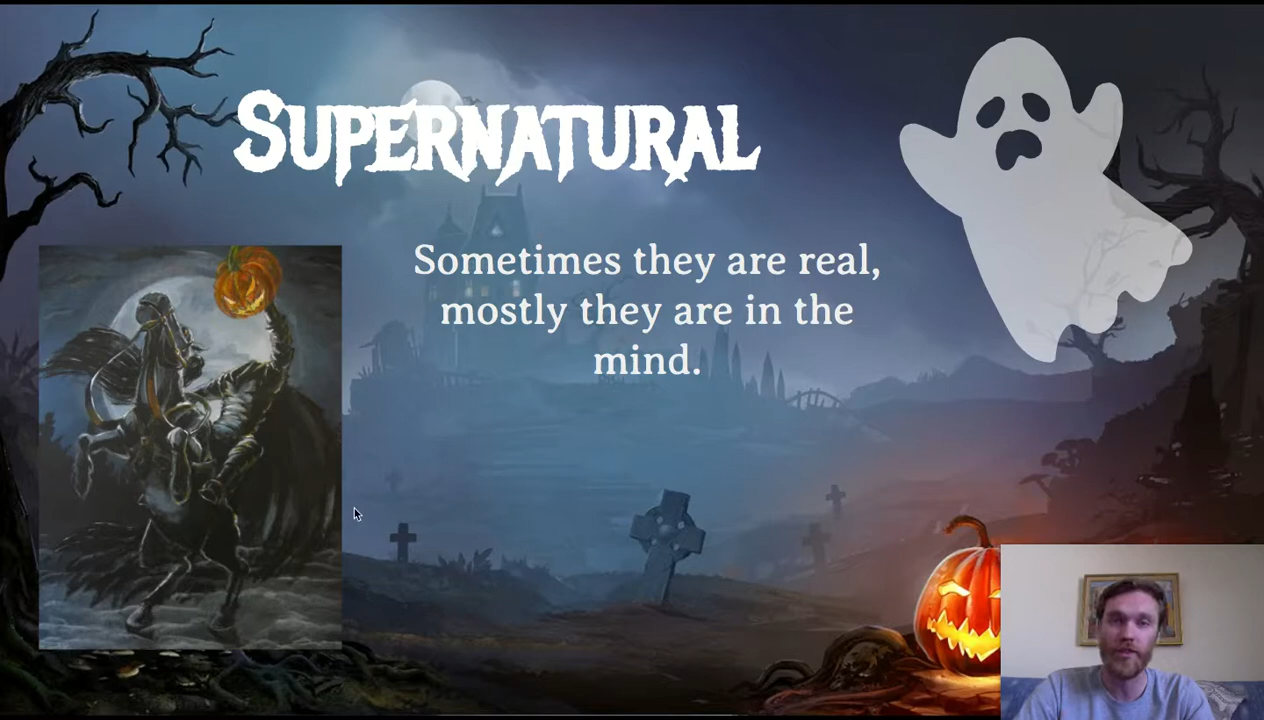 SUPERNATURAL
Sometimes they are real,
mostly they are in the
mind.